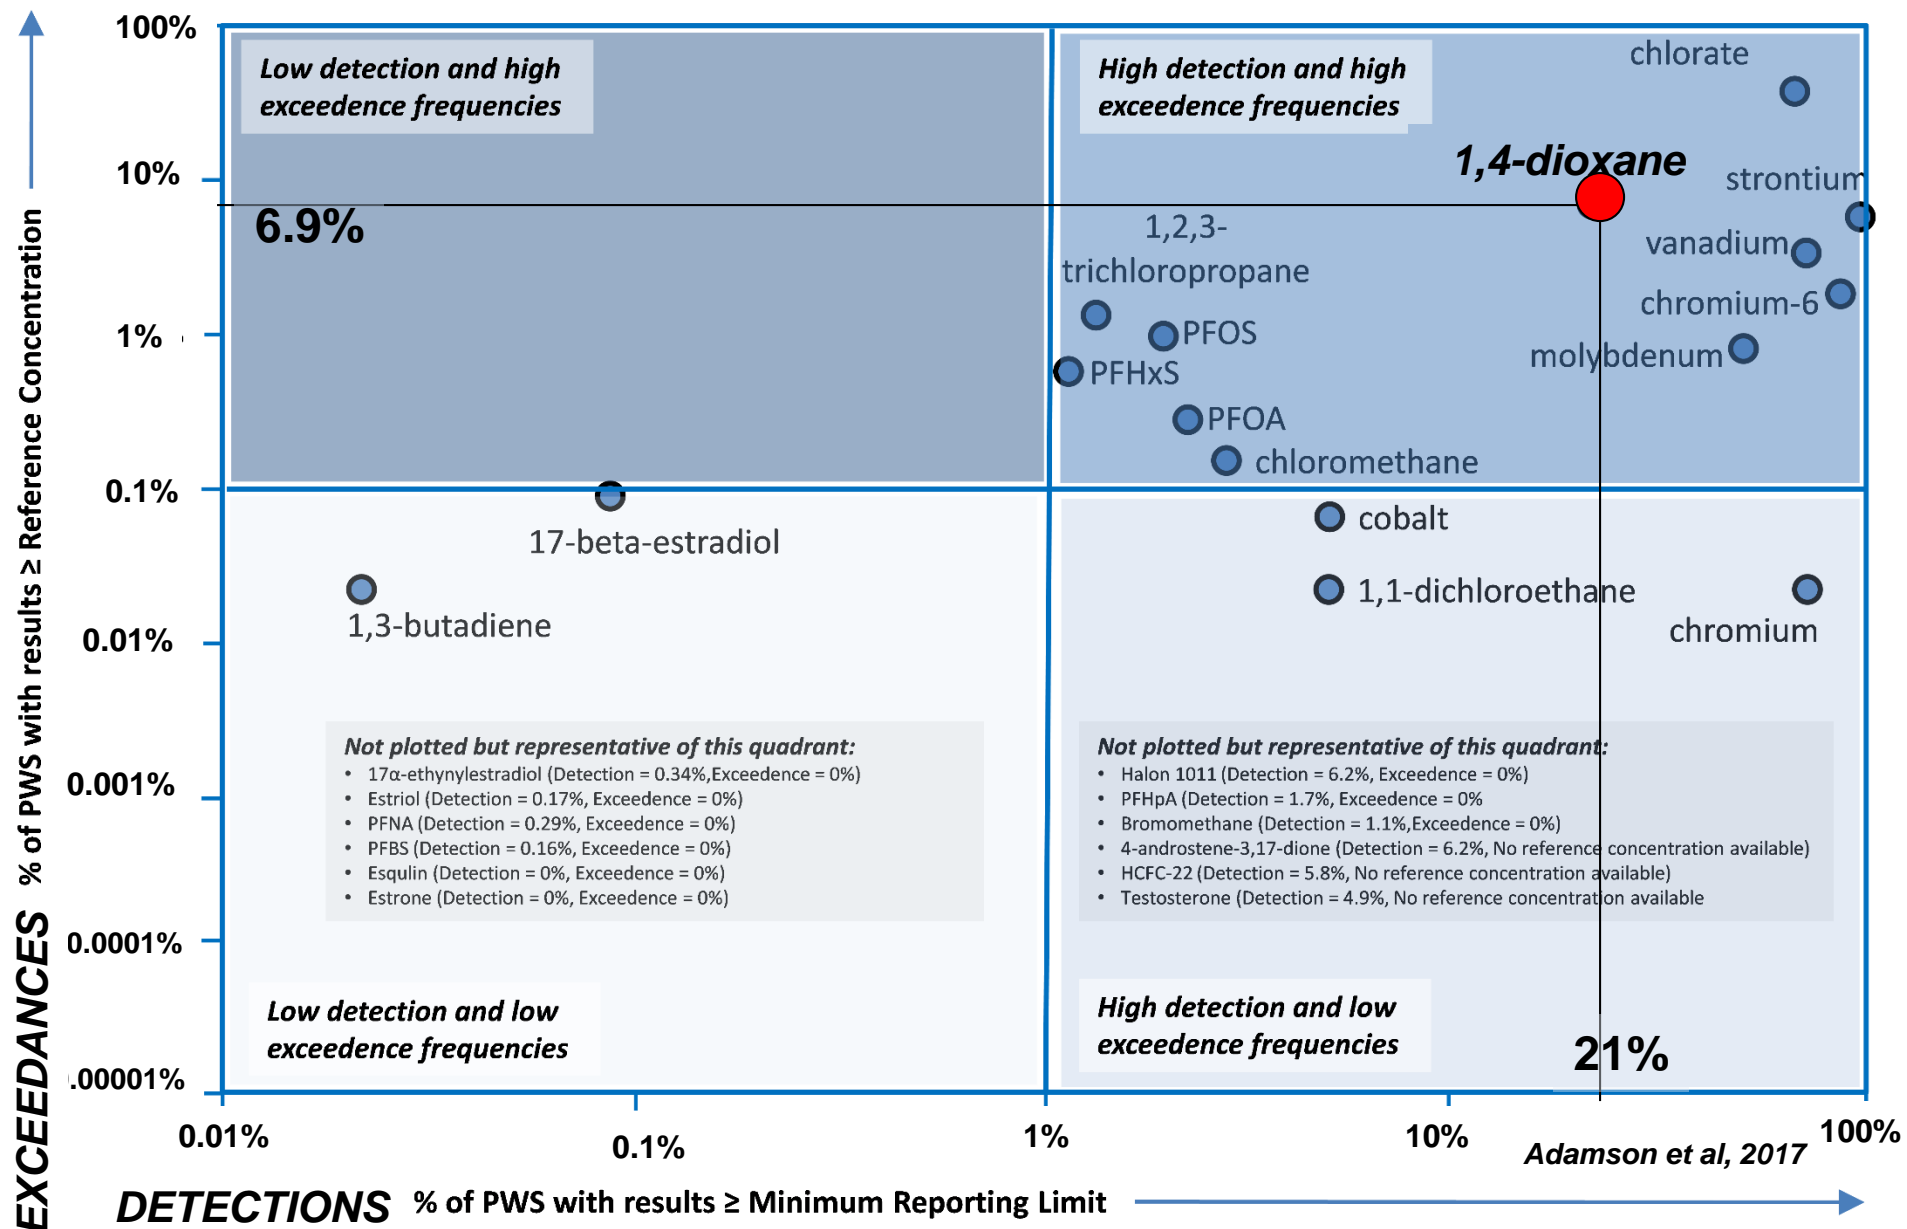 100%
10%
1%
0.1%
0.01%
0.001%
0.0001%
.00001%
EXCEEDANCES % of PWS with results ≥ Reference Concentration
Low detection and high
exceedence frequencies
High detection and high
exceedence frequencies
chlorate
1,4-dioxane
strontium
6.9%
1,2,3-
trichloropropane
vanadium
chromium-6
PFOS
molybdenum
PFHxS
PFOA
chloromethane
17-beta-estradiol
cobalt
1,3-butadiene
1,1-dichloroethane
chromium
Not plotted but representative of this quadrant:
• 17α-ethynylestradiol (Detection = 0.34%,Exceedence = 0%)
• Estriol (Detection = 0.17%, Exceedence = 0%)
• PFNA (Detection = 0.29%, Exceedence = 0%)
• PFBS (Detection = 0.16%, Exceedence = 0%)
• Esqulin (Detection = 0%, Exceedence = 0%)
• Estrone (Detection = 0%, Exceedence = 0%)
Not plotted but representative of this quadrant:
• Halon 1011 (Detection = 6.2%, Exceedence = 0%)
• PFHpA (Detection = 1.7%, Exceedence = 0%
• Bromomethane (Detection = 1.1%,Exceedence = 0%)
• 4-androstene-3,17-dione (Detection = 6.2%, No reference concentration available)
• HCFC-22 (Detection = 5.8%, No reference concentration available)
• Testosterone (Detection = 4.9%, No reference concentration available
Low detection and low
exceedence frequencies
High detection and low
exceedence frequencies
21%
0.01%
0.1%
1%
10%
100%
Adamson et al, 2017
DETECTIONS % of PWS with results ≥ Minimum Reporting Limit